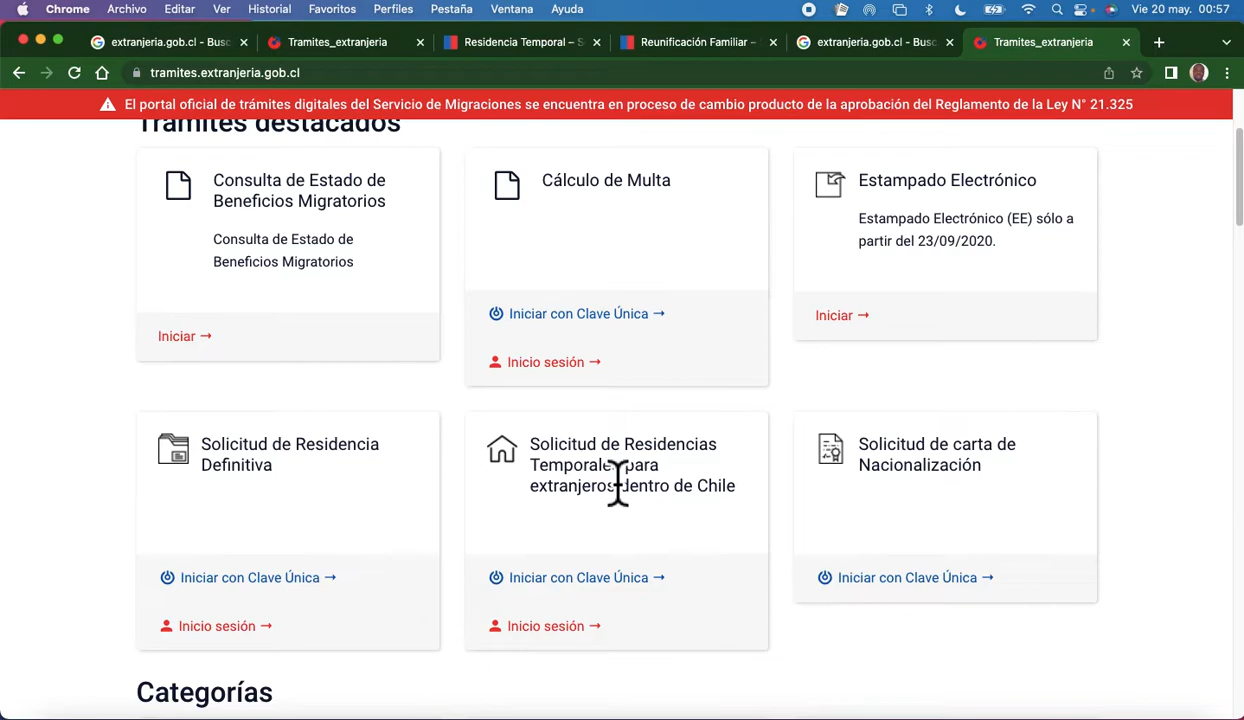 Chrome Archivo Editar Ver Historial Favoritos Perfiles Pestaña Ventana Ayuda Vie 20 may. 00:57
extranjeria.gob.cl - Busc Tramites_extranjeria Residencia Temporal – S Reunificación Familiar – extranjeria.gob.cl - Busc Tramites_extranjeria
tramites.extranjeria.gob.cl
El portal oficial de trámites digitales del Servicio de Migraciones se encuentra en proceso de cambio producto de la aprobación del Reglamento de la Ley N° 21.325
Trámites destacados
Consulta de Estado de
Beneficios Migratorios
Consulta de Estado de
Beneficios Migratorios
Iniciar →
Cálculo de Multa
Iniciar con Clave Única →
Inicio sesión →
Estampado Electrónico
Estampado Electrónico (EE) sólo a
partir del 23/09/2020.
Iniciar →
Solicitud de Residencia
Definitiva
Iniciar con Clave Única →
Inicio sesión →
Solicitud de Residencias
Temporales para
extranjeros dentro de Chile
Iniciar con Clave Única →
Inicio sesión →
Solicitud de carta de
Nacionalización
Iniciar con Clave Única →
Categorías